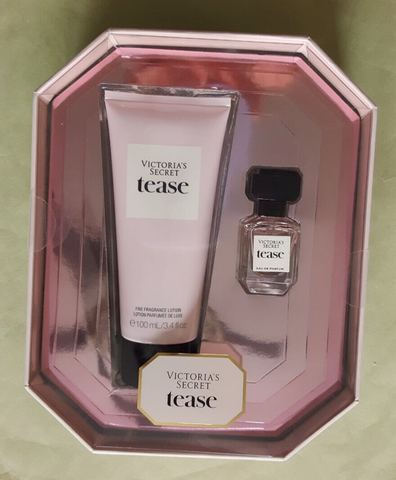 VICTORIA'S
SECRET
tease
FINE FRAGRANCE LOTION
LOTION PARFUMÉE DE LUXE
e 100 mL/3.4 fl oz
VICTORIA'S
SECRET
tease
EAU DE PARFUM
VICTORIA'S
SECRET
tease